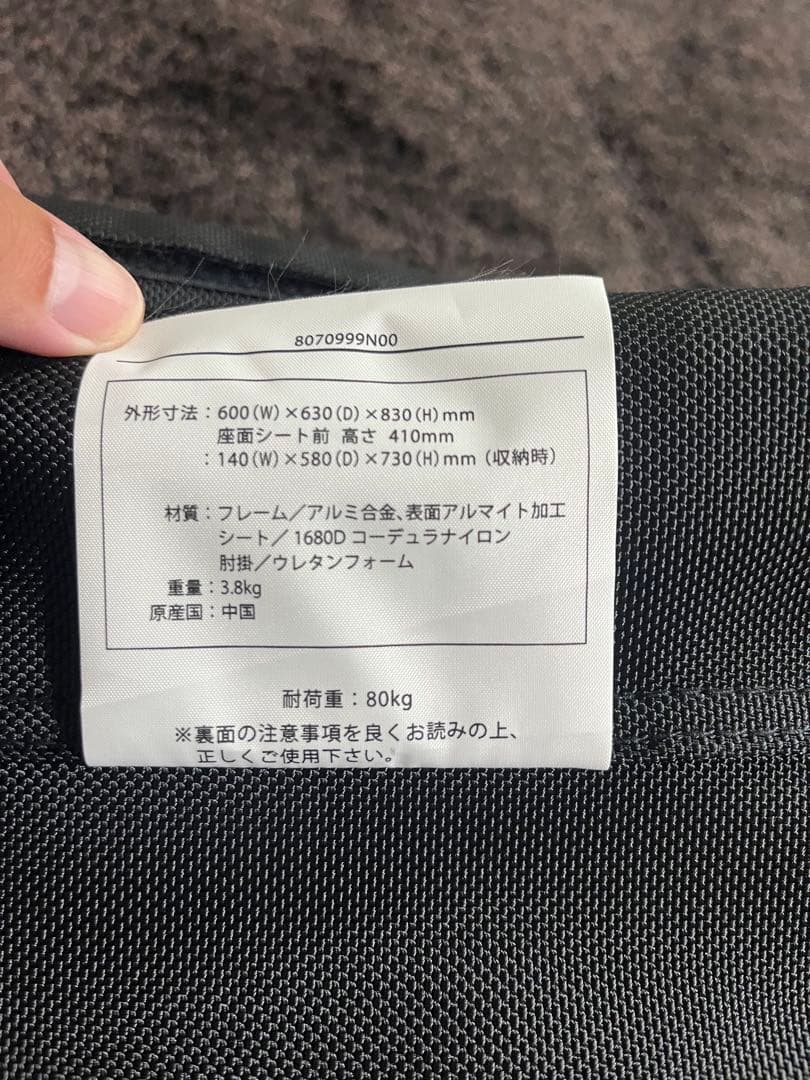 8070999N00
外形寸法：600(W)×630(D)×830(H)mm
座面シート前 高さ 410mm
：140(W)×580(D)×730(H)mm（収納時）
材質：フレーム／アルミ合金、表面アルマイト加工
シート／1680Dコーデュラナイロン
肘掛／ウレタンフォーム
重量：3.8kg
原産国：中国
耐荷重：80kg
※裏面の注意事項を良くお読みの上、
正しくご使用下さい。